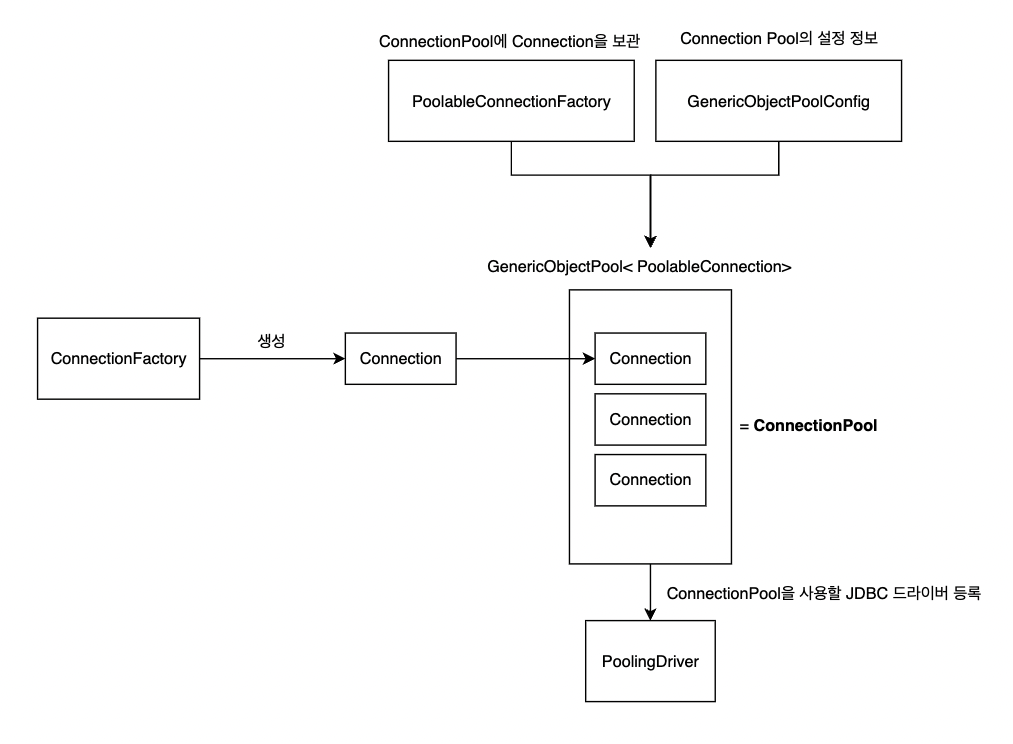 ConnectionPool에 Connection을 보관
Connection Pool의 설정 정보
PoolableConnectionFactory
GenericObjectPoolConfig
GenericObjectPool< PoolableConnection>
ConnectionFactory
생성
Connection
Connection
Connection
= ConnectionPool
Connection
ConnectionPool을 사용할 JDBC 드라이버 등록
PoolingDriver